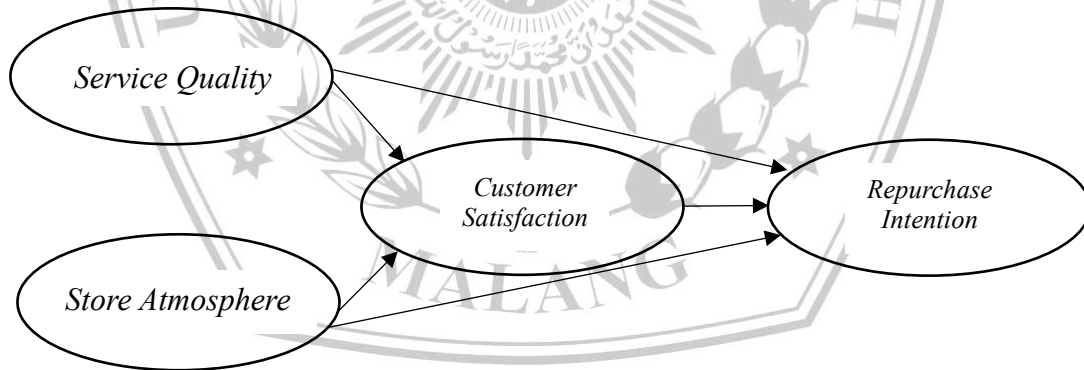 Service Quality
Customer
Satisfaction
Repurchase
Intention
Store Atmosphere
MALANG